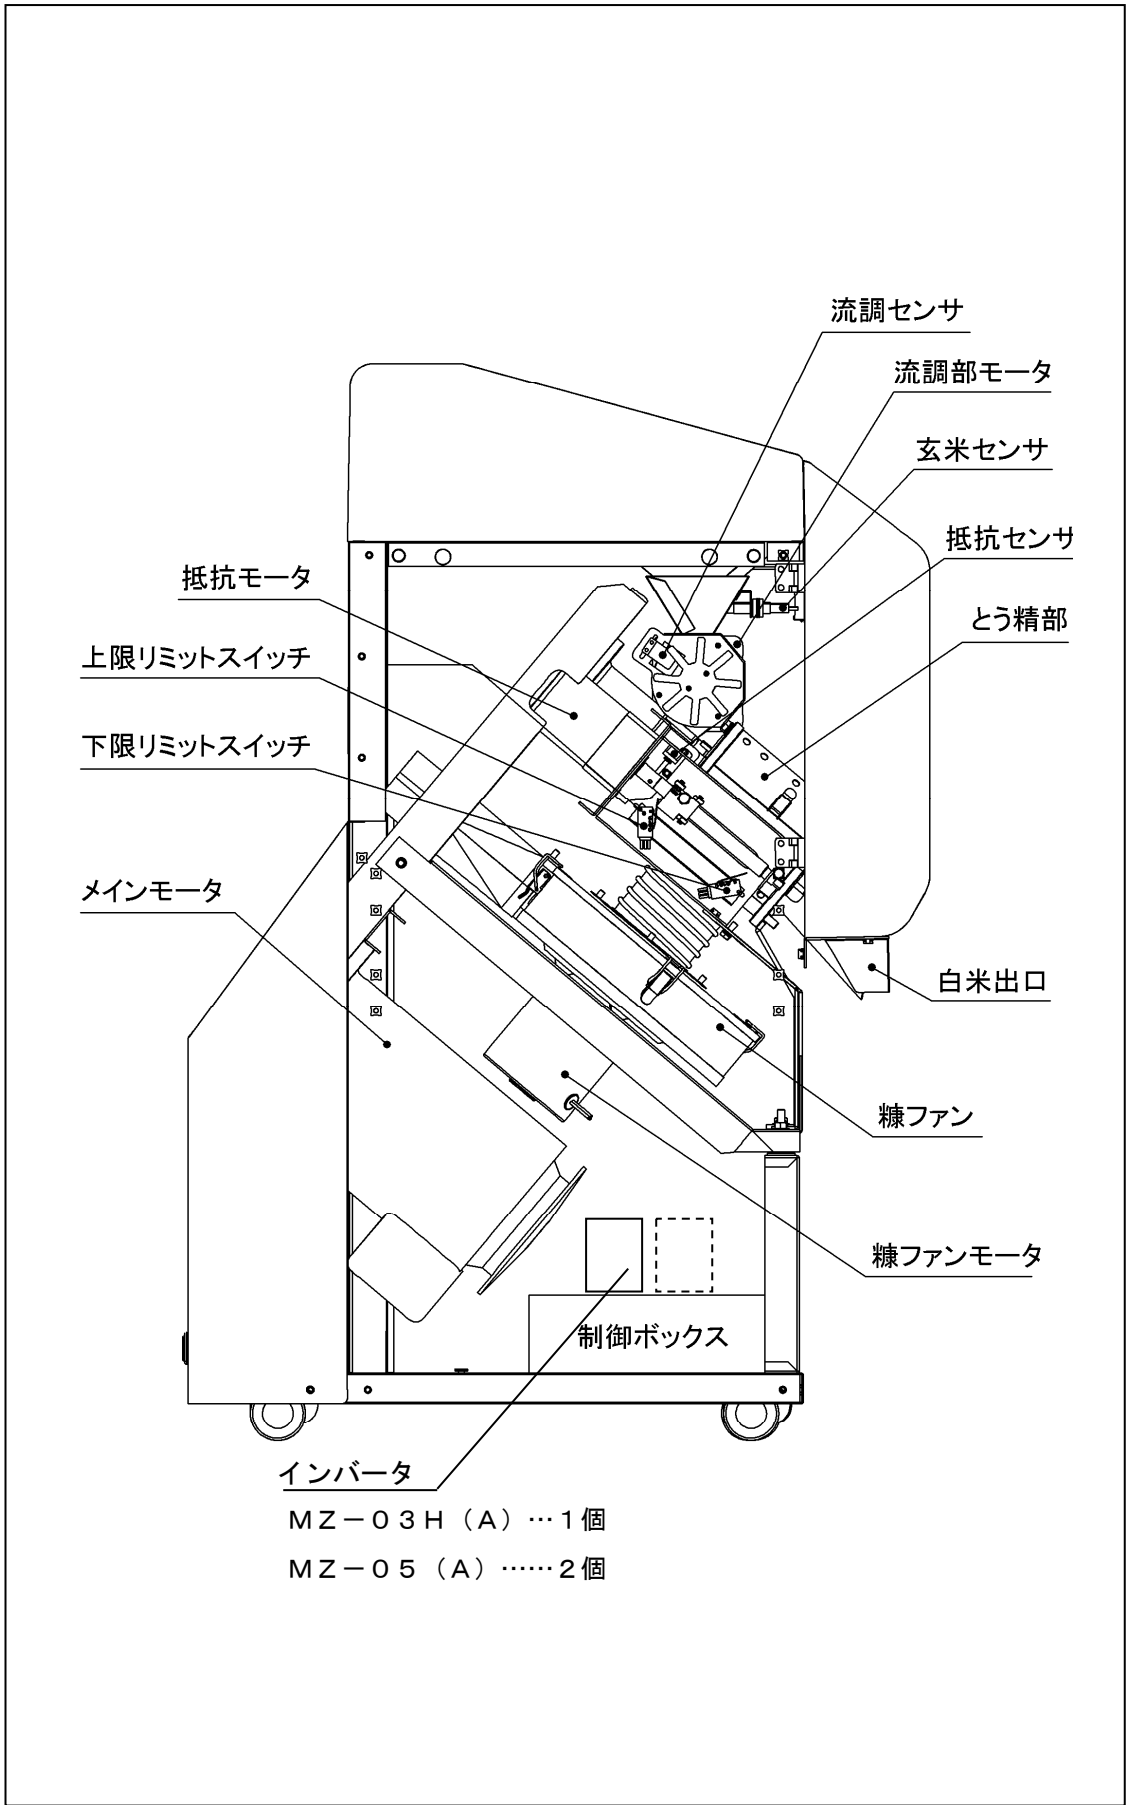 流調センサ
流調部モータ
玄米センサ
抵抗センサ
抵抗モータ
とう精部
上限リミットスイッチ
下限リミットスイッチ
メインモータ
白米出口
糠ファン
糠ファンモータ
制御ボックス
インバータ
ＭＺ－０３Ｈ（Ａ）…１個
ＭＺ－０５（Ａ）……２個